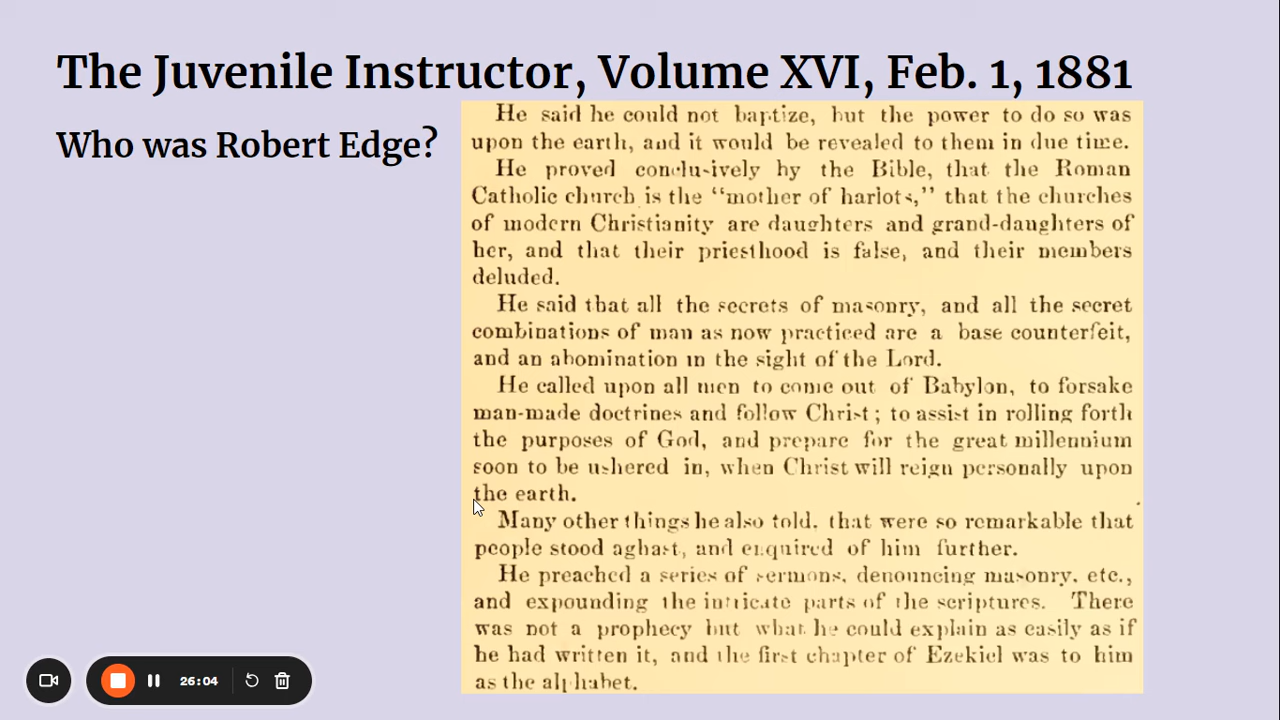 The Juvenile Instructor, Volume XVI, Feb. 1, 1881
Who was Robert Edge?
He said he could not baptize, but the power to do so was
upon the earth, and it would be revealed to them in due time.
He proved conclusively by the Bible, that the Roman
Catholic church is the "mother of harlots," that the churches
of modern Christianity are daughters and grand-daughters of
her, and that their priesthood is false, and their members
deluded.
He said that all the secrets of masonry, and all the secret
combinations of man as now practiced are a base counterfeit,
and an abomination in the sight of the Lord.
He called upon all men to come out of Babylon, to forsake
man-made doctrines and follow Christ; to assist in rolling forth
the purposes of God, and prepare for the great millennium
soon to be ushered in, when Christ will reign personally upon
the earth.
Many other things he also told, that were so remarkable that
people stood aghast, and enquired of him further.
He preached a series of sermons, denouncing masonry, etc.,
and expounding the intricate parts of the scriptures. There
was not a prophecy but what he could explain as easily as if
he had written it, and the first chapter of Ezekiel was to him
as the alphabet.
26:04